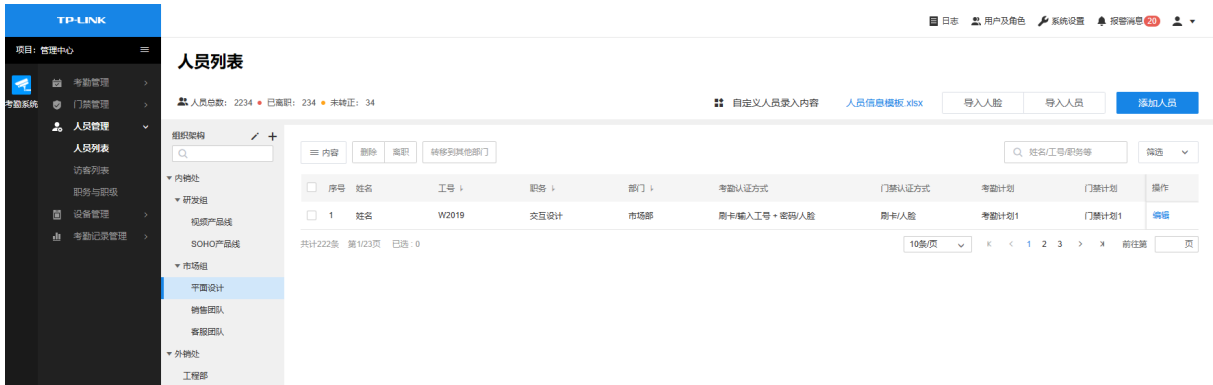 TP-LINK
日志 用户及角色 系统设置 报警消息 20
项目: 管理中心
考勤系统
考勤管理
门禁管理
人员管理
人员列表
访客列表
职务与职级
设备管理
考勤记录管理
人员列表
人员总数: 2234 已离职: 234 未转正: 34
自定义人员录入内容 人员信息模板.xlsx 导入人脸 导入人员 添加人员
组织架构
内销处
研发组
视频产品线
SOHO产品线
市场组
平面设计
销售团队
客服团队
外销处
工程部
内容 删除 离职 转移到其他部门 姓名/工号/职务等 筛选
序号 姓名 工号 职务 部门 考勤认证方式 门禁认证方式 考勤计划 门禁计划 操作
1 姓名 W2019 交互设计 市场部 刷卡/输入工号 + 密码/人脸 刷卡/人脸 考勤计划1 门禁计划1 编辑
共计222条 第1/23页 已选 : 0 10条/页 1 2 3 前往第 页